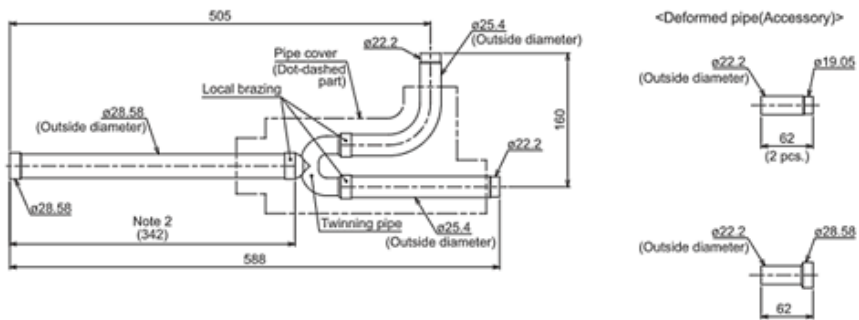 505
ø25.4
(Outside diameter)
ø22.2
Pipe cover
(Dot-dashed
part)
Local brazing
ø28.58
(Outside diameter)
160
ø22.2
ø28.58
Note 2
(342)
Twinning pipe
ø25.4
(Outside diameter)
588
<Deformed pipe(Accessory)>
ø22.2
(Outside diameter)
ø19.05
62
(2 pcs.)
ø22.2
(Outside diameter)
ø28.58
62